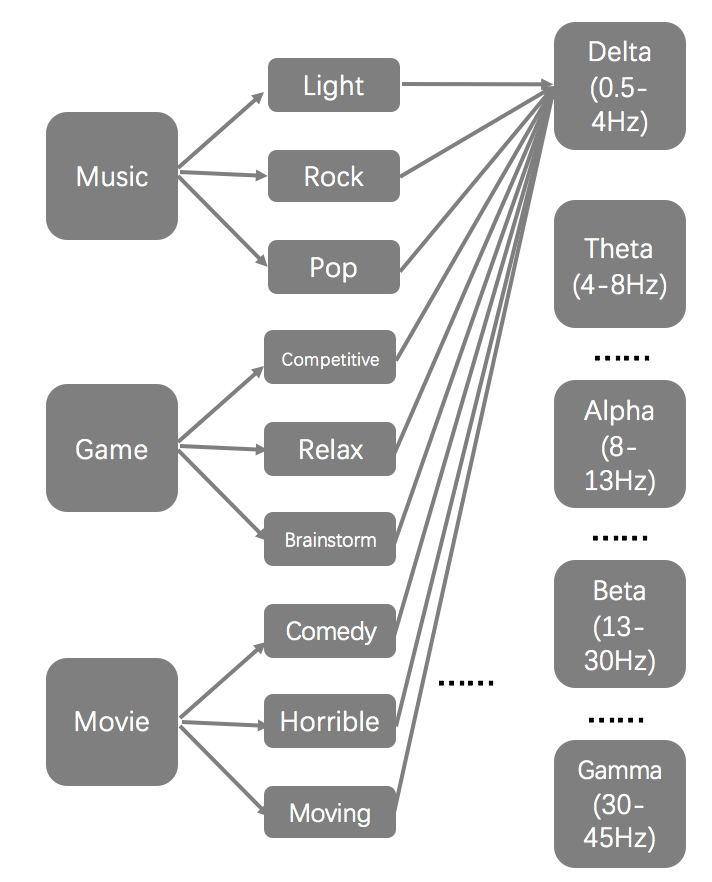 Music
Light
Rock
Pop
Game
Competitive
Relax
Brainstorm
Movie
Comedy
Horrible
Moving
......
Delta
(0.5-
4Hz)
Theta
(4-8Hz)
......
Alpha
(8-
13Hz)
......
Beta
(13-
30Hz)
......
Gamma
(30-
45Hz)